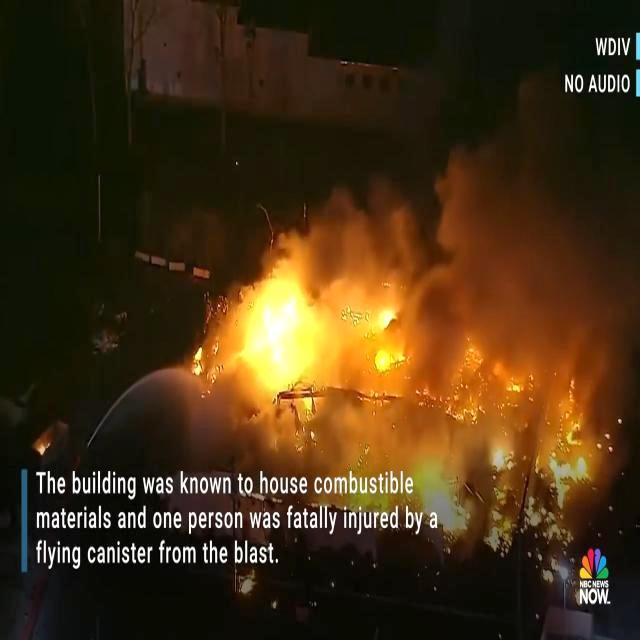 WDIV
NO AUDIO
The building was known to house combustible
materials and one person was fatally injured by a
flying canister from the blast.
NBC NEWS
NOW.